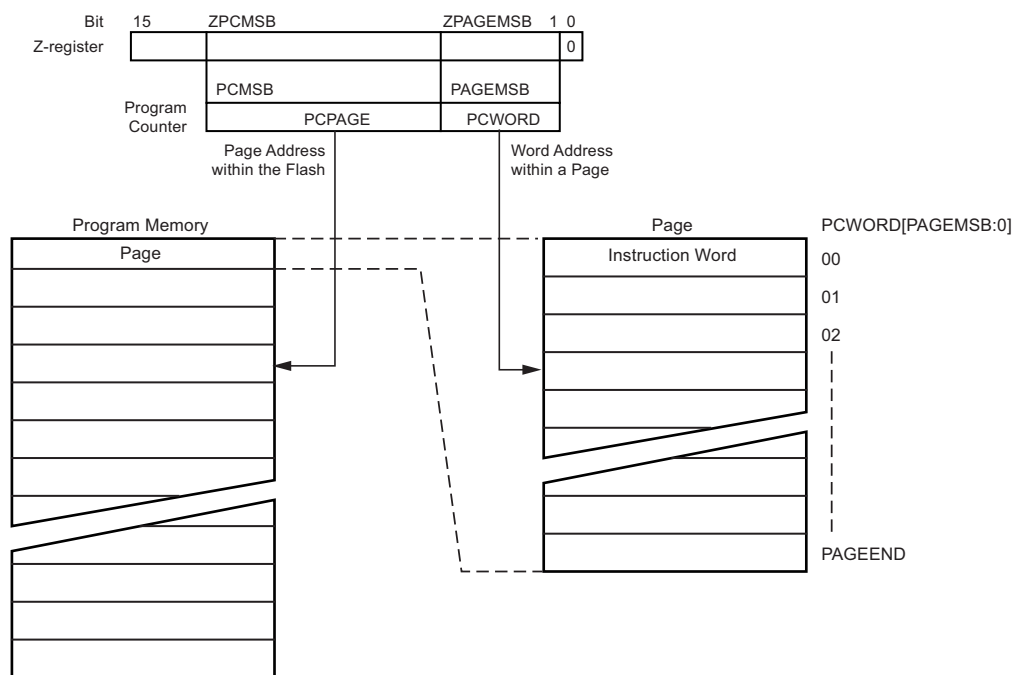 Bit 15 ZPCMSB ZPAGEMSB 1 0
Z-register 0
PCMSB PAGEMSB
Program
Counter
PCPAGE PCWORD
Page Address
within the Flash
Word Address
within a Page
Program Memory
Page
Page
Instruction Word
PCWORD[PAGEMSB:0]
00
01
02
PAGEEND